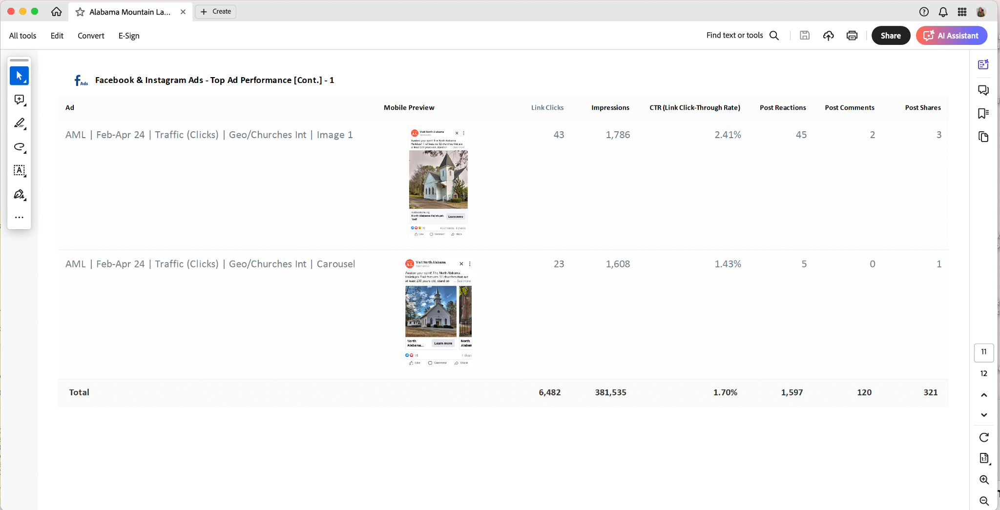 Alabama Mountain La...
Create
All tools
Edit
Convert
E-Sign
Find text or tools
Share
AI Assistant
f Ads
Facebook & Instagram Ads - Top Ad Performance [Cont.] - 1
Ad Mobile Preview Link Clicks Impressions CTR (Link Click-Through Rate) Post Reactions Post Comments Post Shares
AML | Feb-Apr 24 | Traffic (Clicks) | Geo/Churches Int | Image 1 43 1,786 2.41% 45 2 3
Visit North Alabama
Sponsored
Awaken your spirit! The North Alabama
Hallelujah Trail features 32 churches that are
at least 100 years old, stand on ... See more
northalabama.org
North Alabama Hallelujah
Trail
Learn more
70 4 comments 6 shares
Like Comment Share
AML | Feb-Apr 24 | Traffic (Clicks) | Geo/Churches Int | Carousel 23 1,608 1.43% 5 0 1
Visit North Alabama
Sponsored
Awaken your spirit! The North Alabama
Hallelujah Trail features 32 churches that are
at least 100 years old, stand on ... See more
North
Alabama...
Learn more
North
Alaban
15 1 share
Like Comment Share
Total 6,482 381,535 1.70% 1,597 120 321
11
12